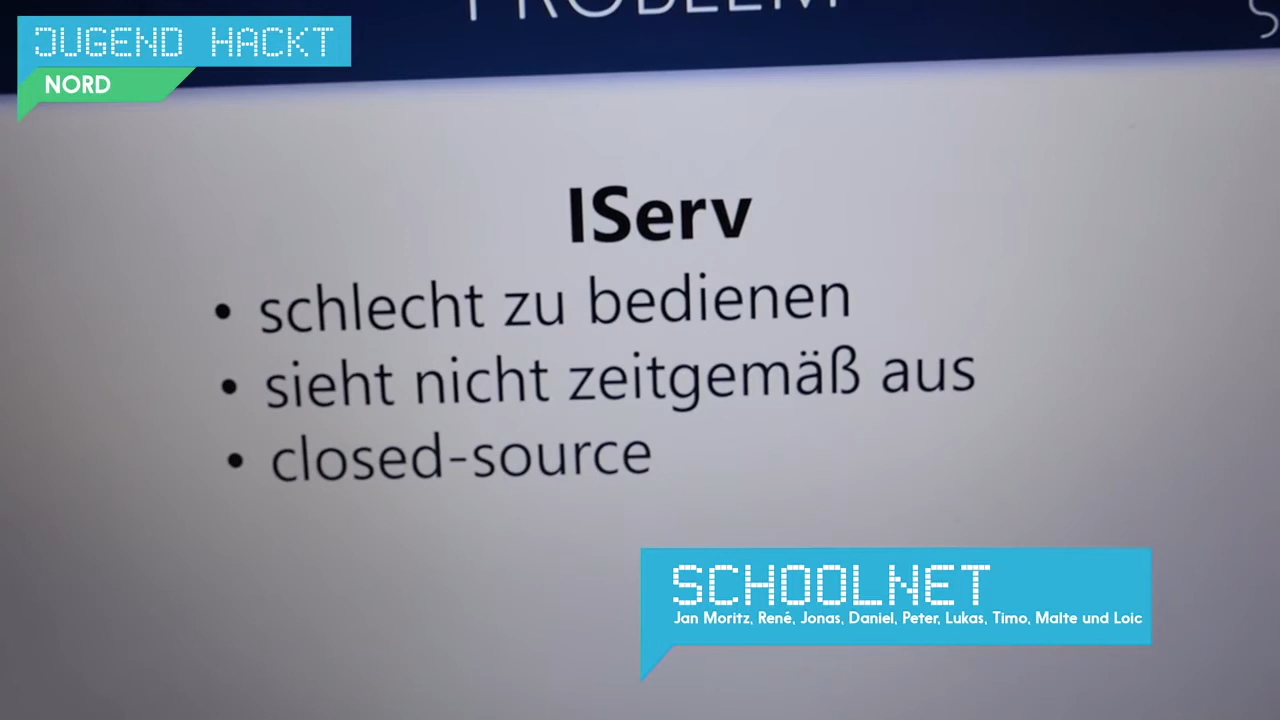 PROBLEM
JUGEND HACKT
NORD
IServ
• schlecht zu bedienen
• sieht nicht zeitgemäß aus
• closed-source
SCHOOLNET
Jan Moritz, René, Jonas, Daniel, Peter, Lukas, Timo, Malte und Loic